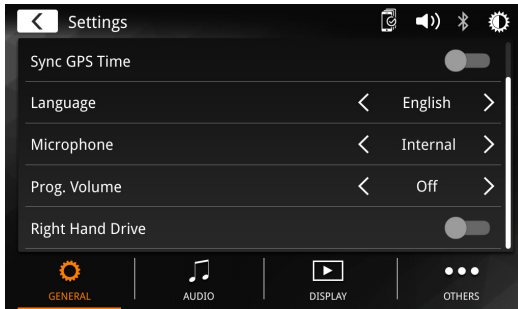 Settings
Sync GPS Time
Language English
Microphone Internal
Prog. Volume Off
Right Hand Drive
GENERAL AUDIO DISPLAY OTHERS